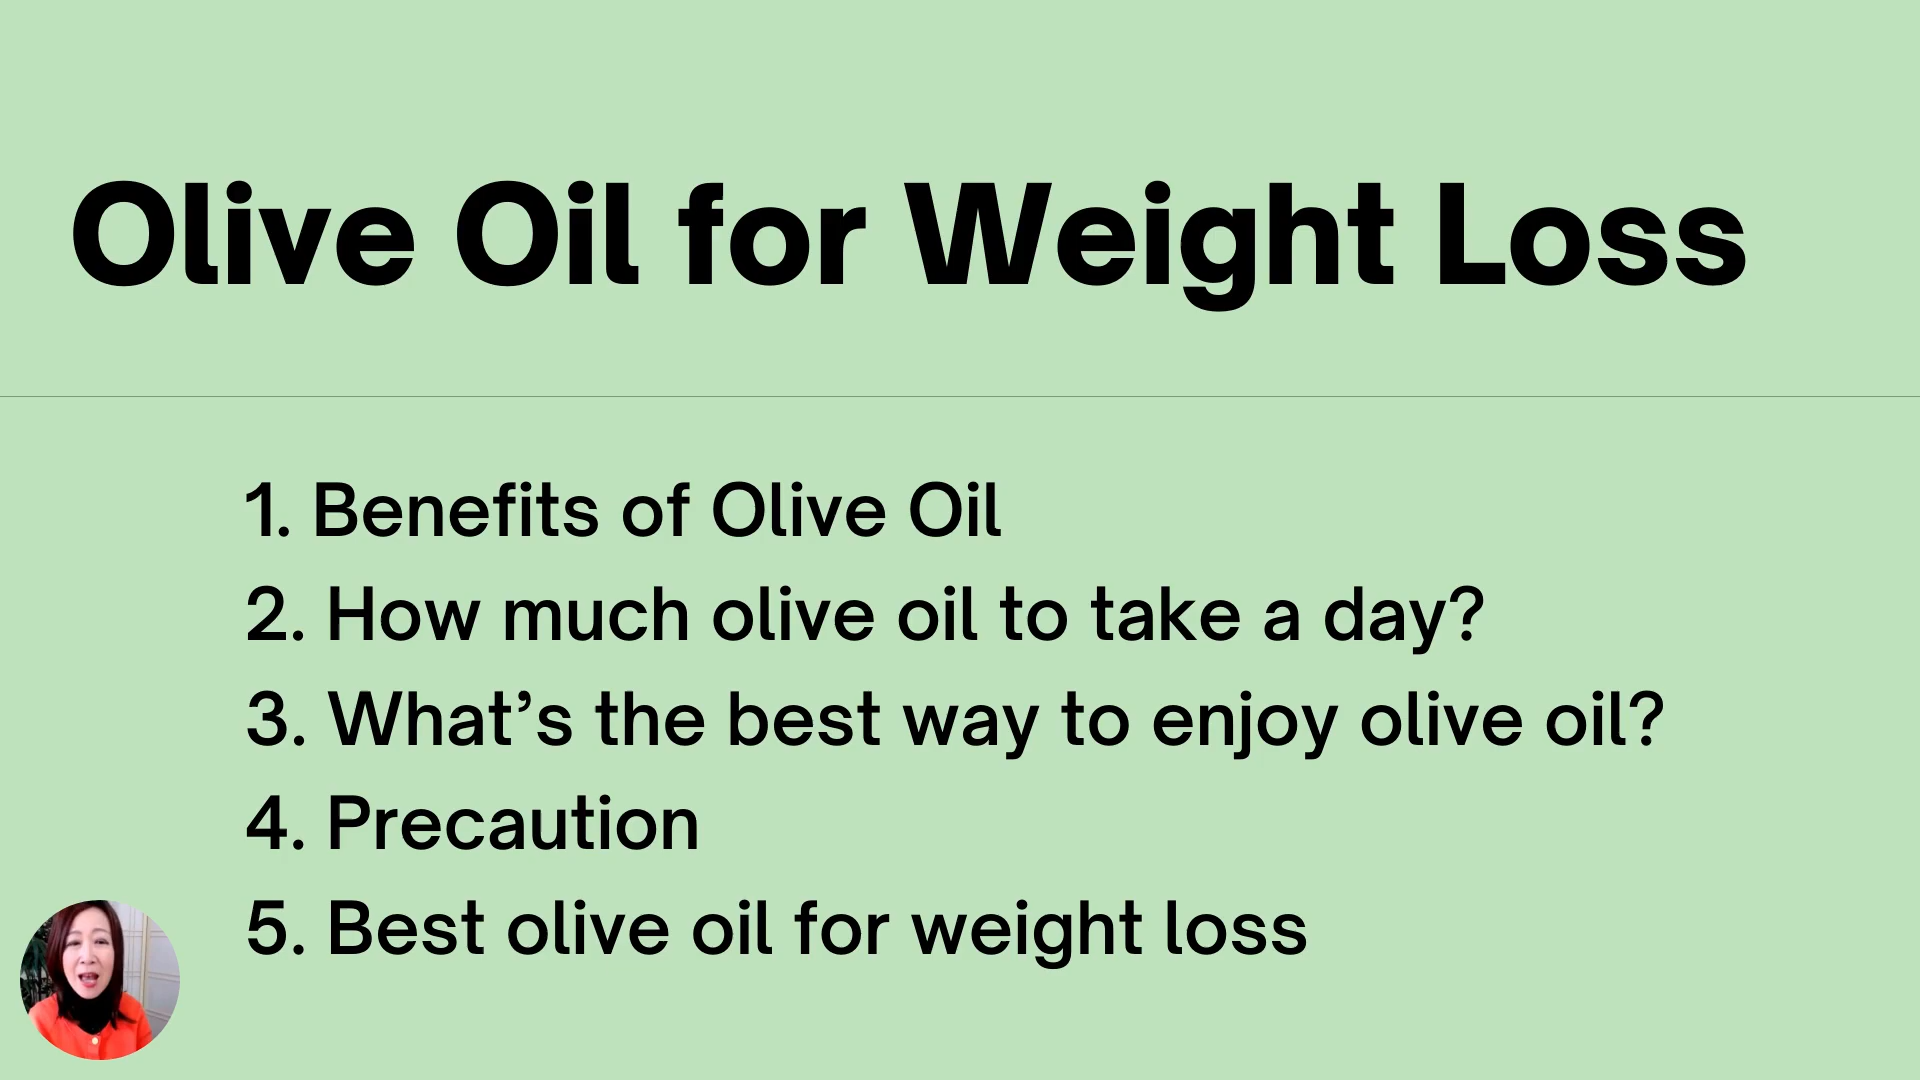 Olive Oil for Weight Loss
1. Benefits of Olive Oil
2. How much olive oil to take a day?
3. What’s the best way to enjoy olive oil?
4. Precaution
5. Best olive oil for weight loss